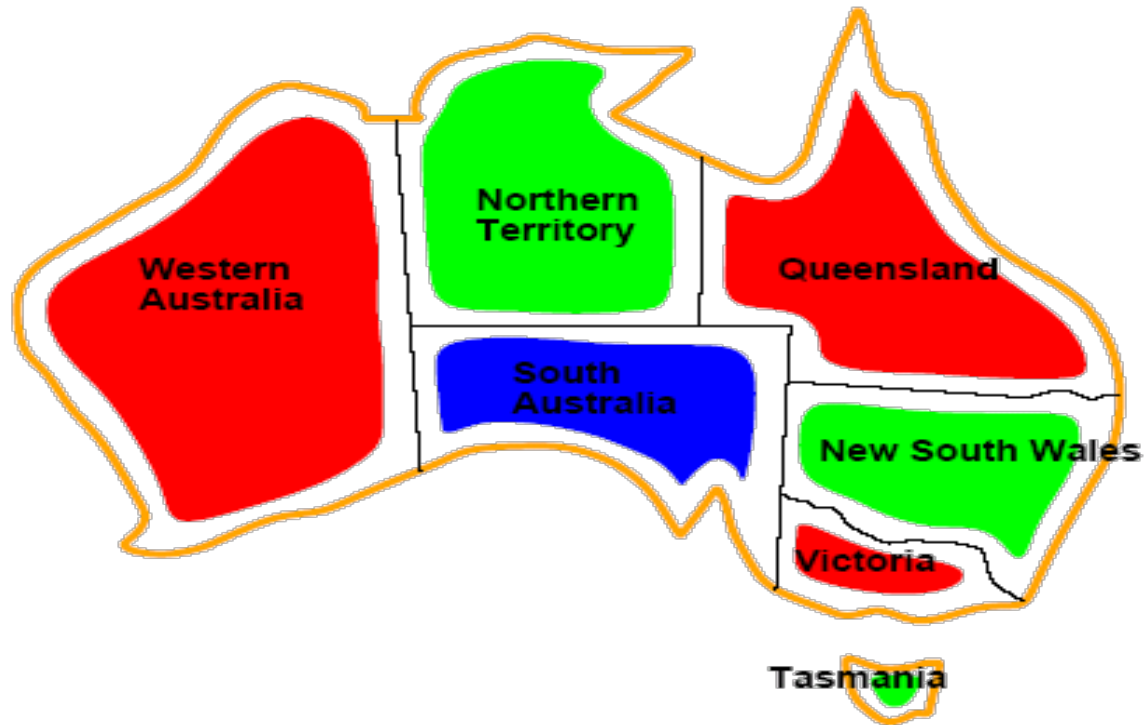 Northern
Territory
Western
Australia
Queensland
South
Australia
New South Wales
Victoria
Tasmania